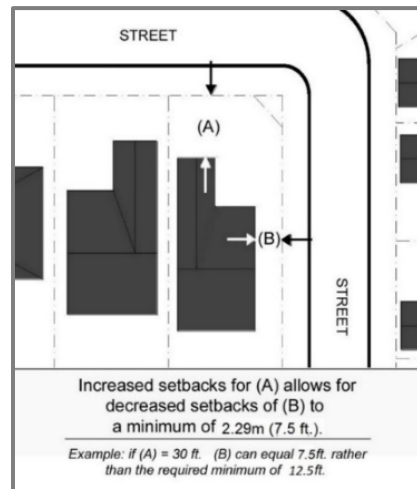 STREET
(A)
(B)
STREET
Increased setbacks for (A) allows for
decreased setbacks of (B) to
a minimum of 2.29m (7.5 ft.).
Example: if (A) = 30 ft. (B) can equal 7.5ft. rather
than the required minimum of 12.5ft.